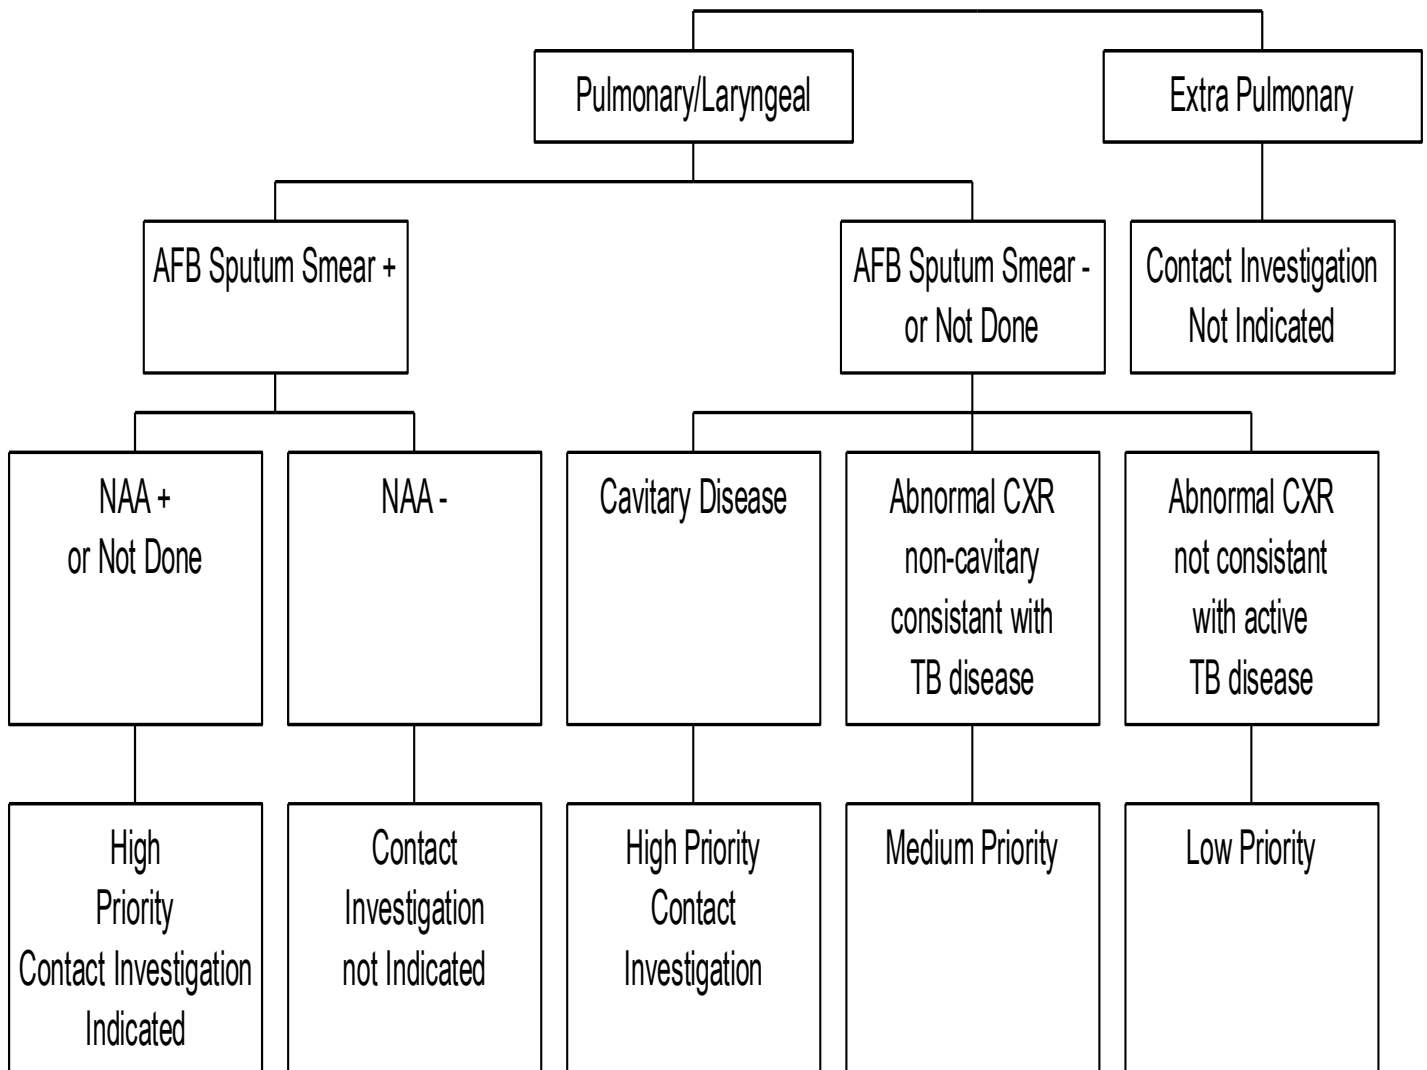 Pulmonary/Laryngeal
Extra Pulmonary
AFB Sputum Smear +
AFB Sputum Smear -
or Not Done
Contact Investigation
Not Indicated
NAA +
or Not Done
NAA -
Cavitary Disease
Abnormal CXR
non-cavitary
consistant with
TB disease
Abnormal CXR
not consistant
with active
TB disease
High
Priority
Contact Investigation
Indicated
Contact
Investigation
not Indicated
High Priority
Contact
Investigation
Medium Priority
Low Priority